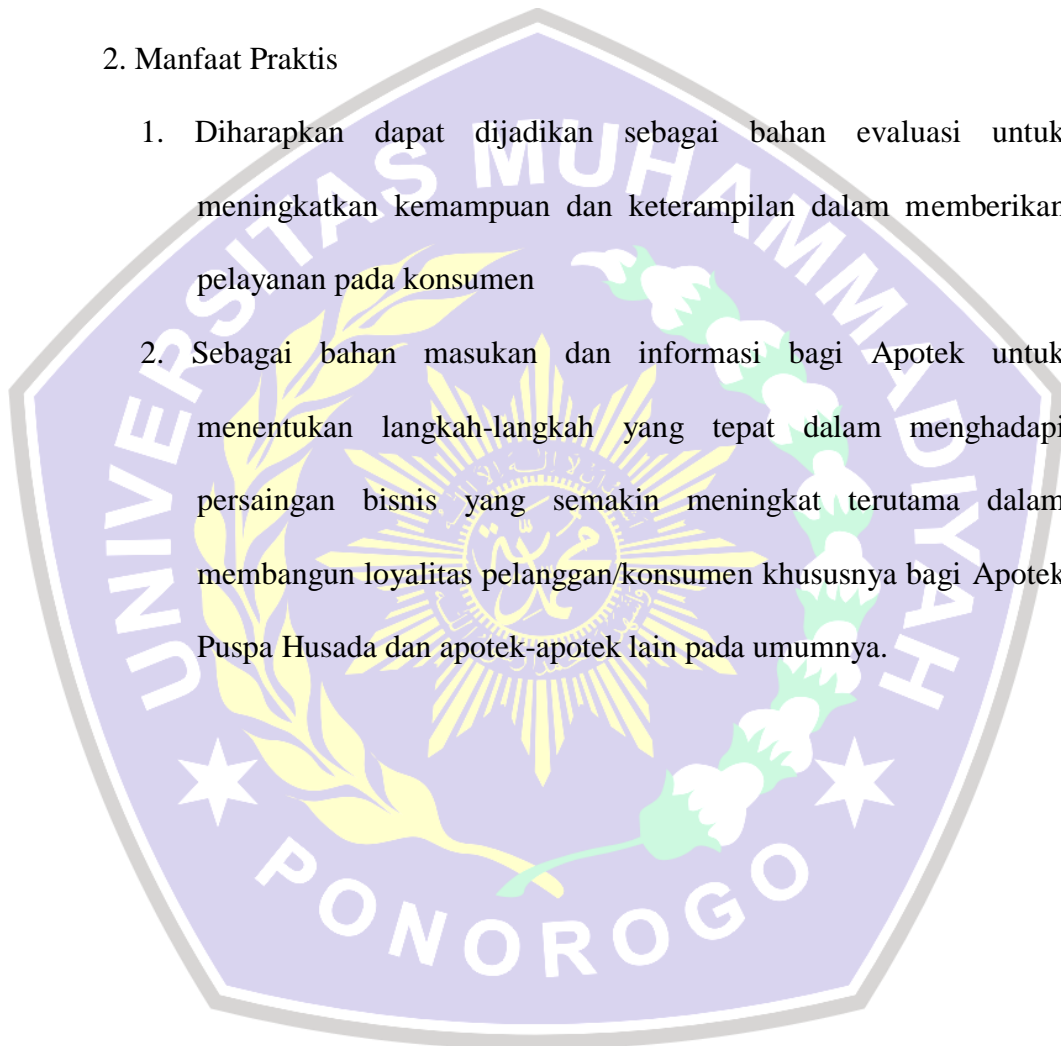 2. Manfaat Praktis
1. Diharapkan dapat dijadikan sebagai bahan evaluasi untuk
meningkatkan kemampuan dan keterampilan dalam memberikan
pelayanan pada konsumen
2. Sebagai bahan masukan dan informasi bagi Apotek untuk
menentukan langkah-langkah yang tepat dalam menghadapi
persaingan bisnis yang semakin meningkat terutama dalam
membangun loyalitas pelanggan/konsumen khususnya bagi Apotek
Puspa Husada dan apotek-apotek lain pada umumnya.
UNIVERSITAS MUHAMMADIYAH
PONOROGO